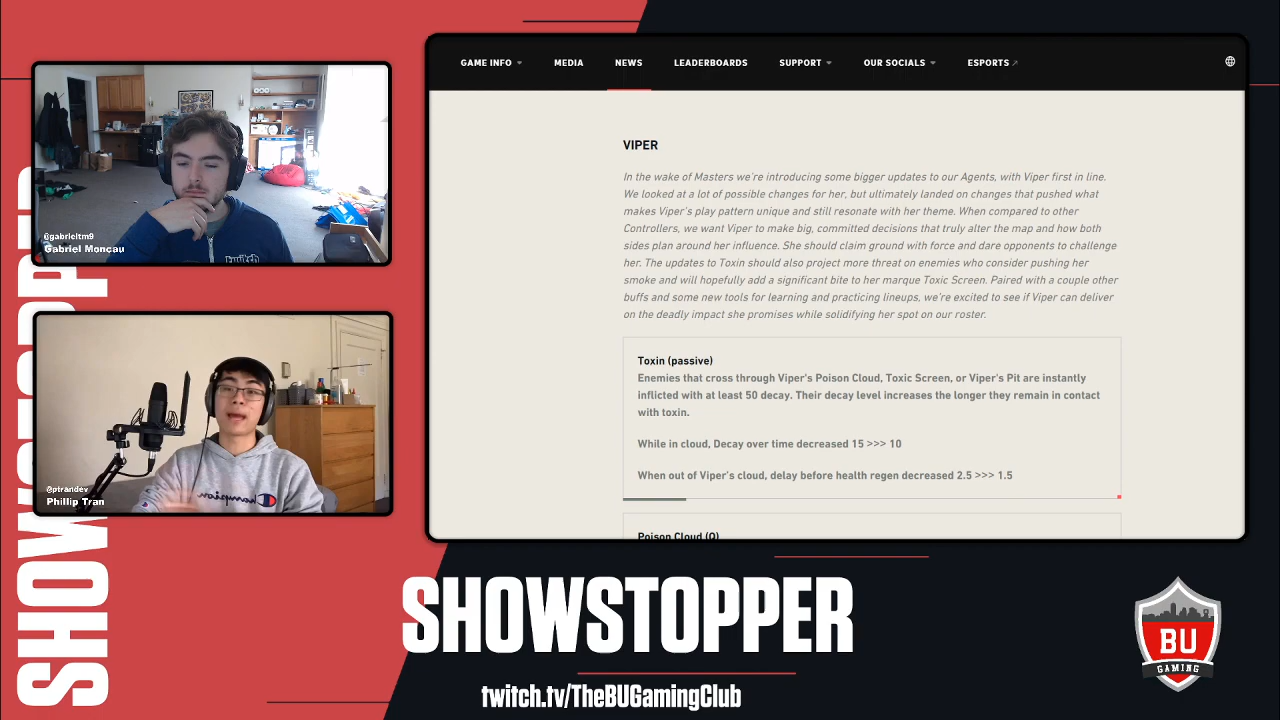 SHOWSTOPPER
@gabrieltm9
Gabriel Moncau
@ptrandev
Phillip Tran
Champion
GAME INFO
MEDIA
NEWS
LEADERBOARDS
SUPPORT
OUR SOCIALS
ESPORTS
VIPER
In the wake of Masters we're introducing some bigger updates to our Agents, with Viper first in line.
We looked at a lot of possible changes for her, but ultimately landed on changes that pushed what
makes Viper's play pattern unique and still resonate with her theme. When compared to other
Controllers, we want Viper to make big, committed decisions that truly alter the map and how both
sides plan around her influence. She should claim ground with force and dare opponents to challenge
her. The updates to Toxin should also project more threat on enemies who consider pushing her
smoke and will hopefully add a significant bite to her marque Toxic Screen. Paired with a couple other
buffs and some new tools for learning and practicing lineups, we're excited to see if Viper can deliver
on the deadly impact she promises while solidifying her spot on our roster.
Toxin (passive)
Enemies that cross through Viper's Poison Cloud, Toxic Screen, or Viper's Pit are instantly
inflicted with at least 50 decay. Their decay level increases the longer they remain in contact
with toxin.
While in cloud, Decay over time decreased 15 >>> 10
When out of Viper's cloud, delay before health regen decreased 2.5 >>> 1.5
Poison Cloud (Q)
SHOWSTOPPER
twitch.tv/TheBUGamingClub
BU
GAMING